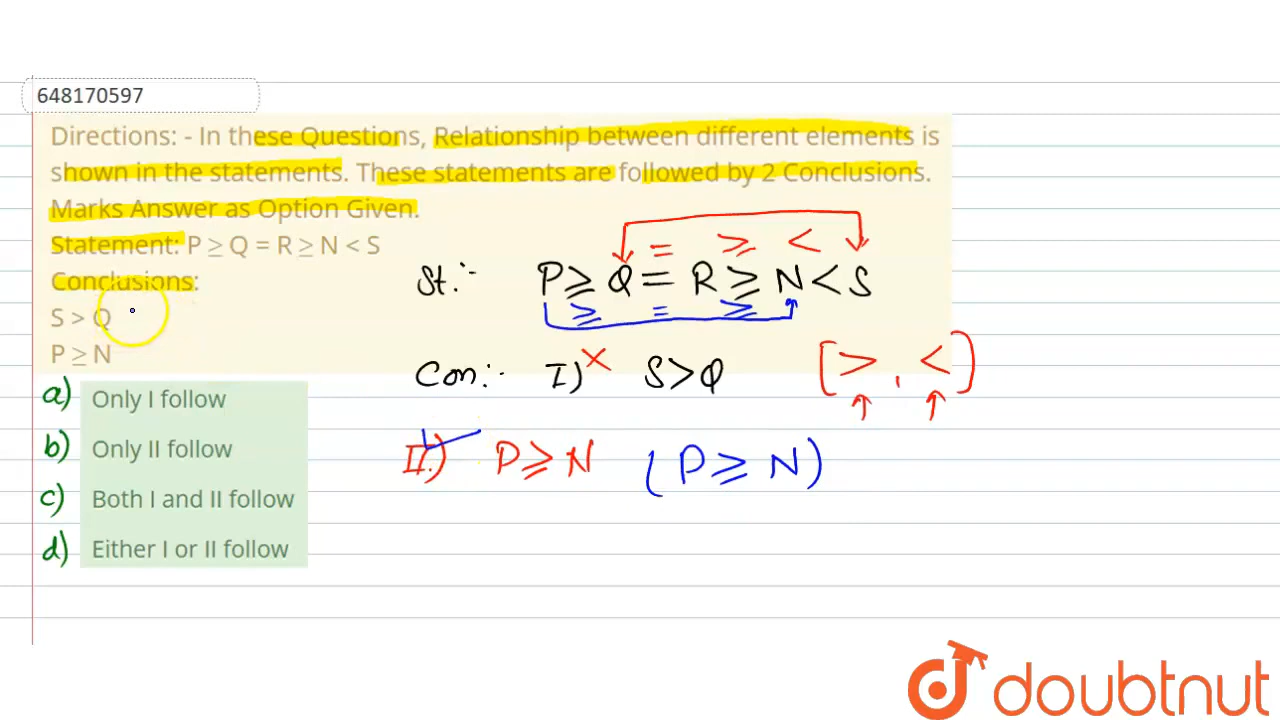 648170597
Directions: - In these Questions, Relationship between different elements is
shown in the statements. These statements are followed by 2 Conclusions.
Marks Answer as Option Given.
Statement: P ≥ Q = R ≥ N < S
Conclusions:
S > Q
P ≥ N
a) Only I follow
b) Only II follow
c) Both I and II follow
d) Either I or II follow
= ≥ <
St:- P ≥ Q = R ≥ N < S
≥ = ≥
Con:- I) × S > Q (>, <)
II.) P ≥ N (P ≥ N)
doubtnut